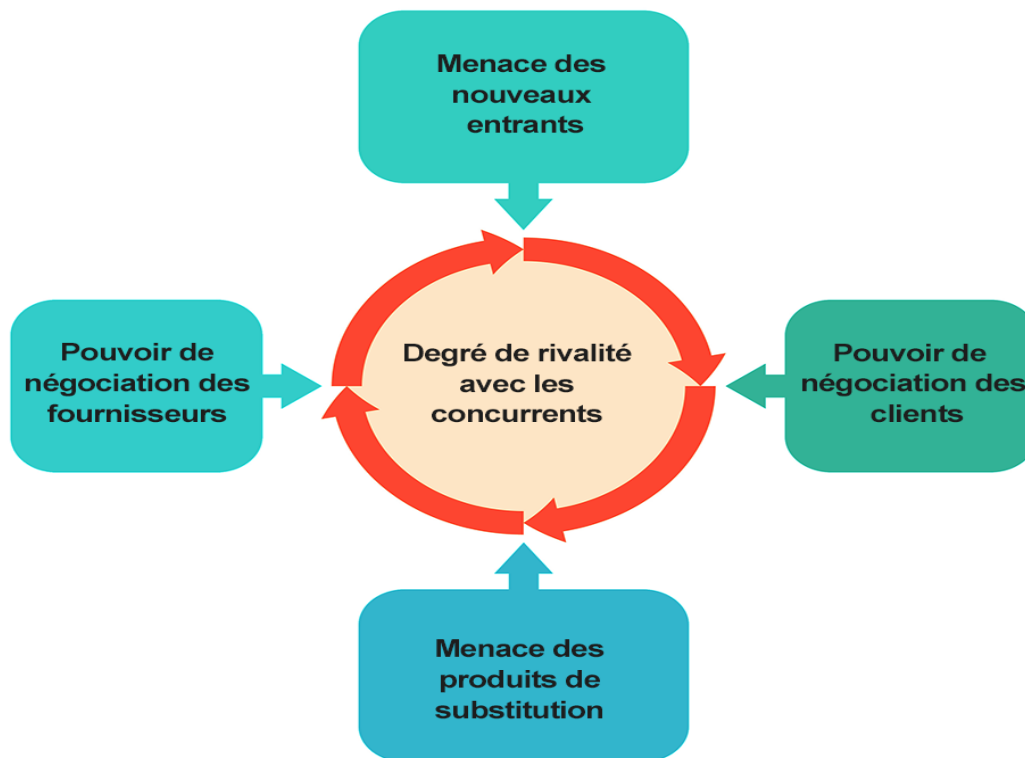 Menace des
nouveaux
entrants
Pouvoir de
négociation des
fournisseurs
Degré de rivalité
avec les
concurrents
Pouvoir de
négociation des
clients
Menace des
produits de
substitution